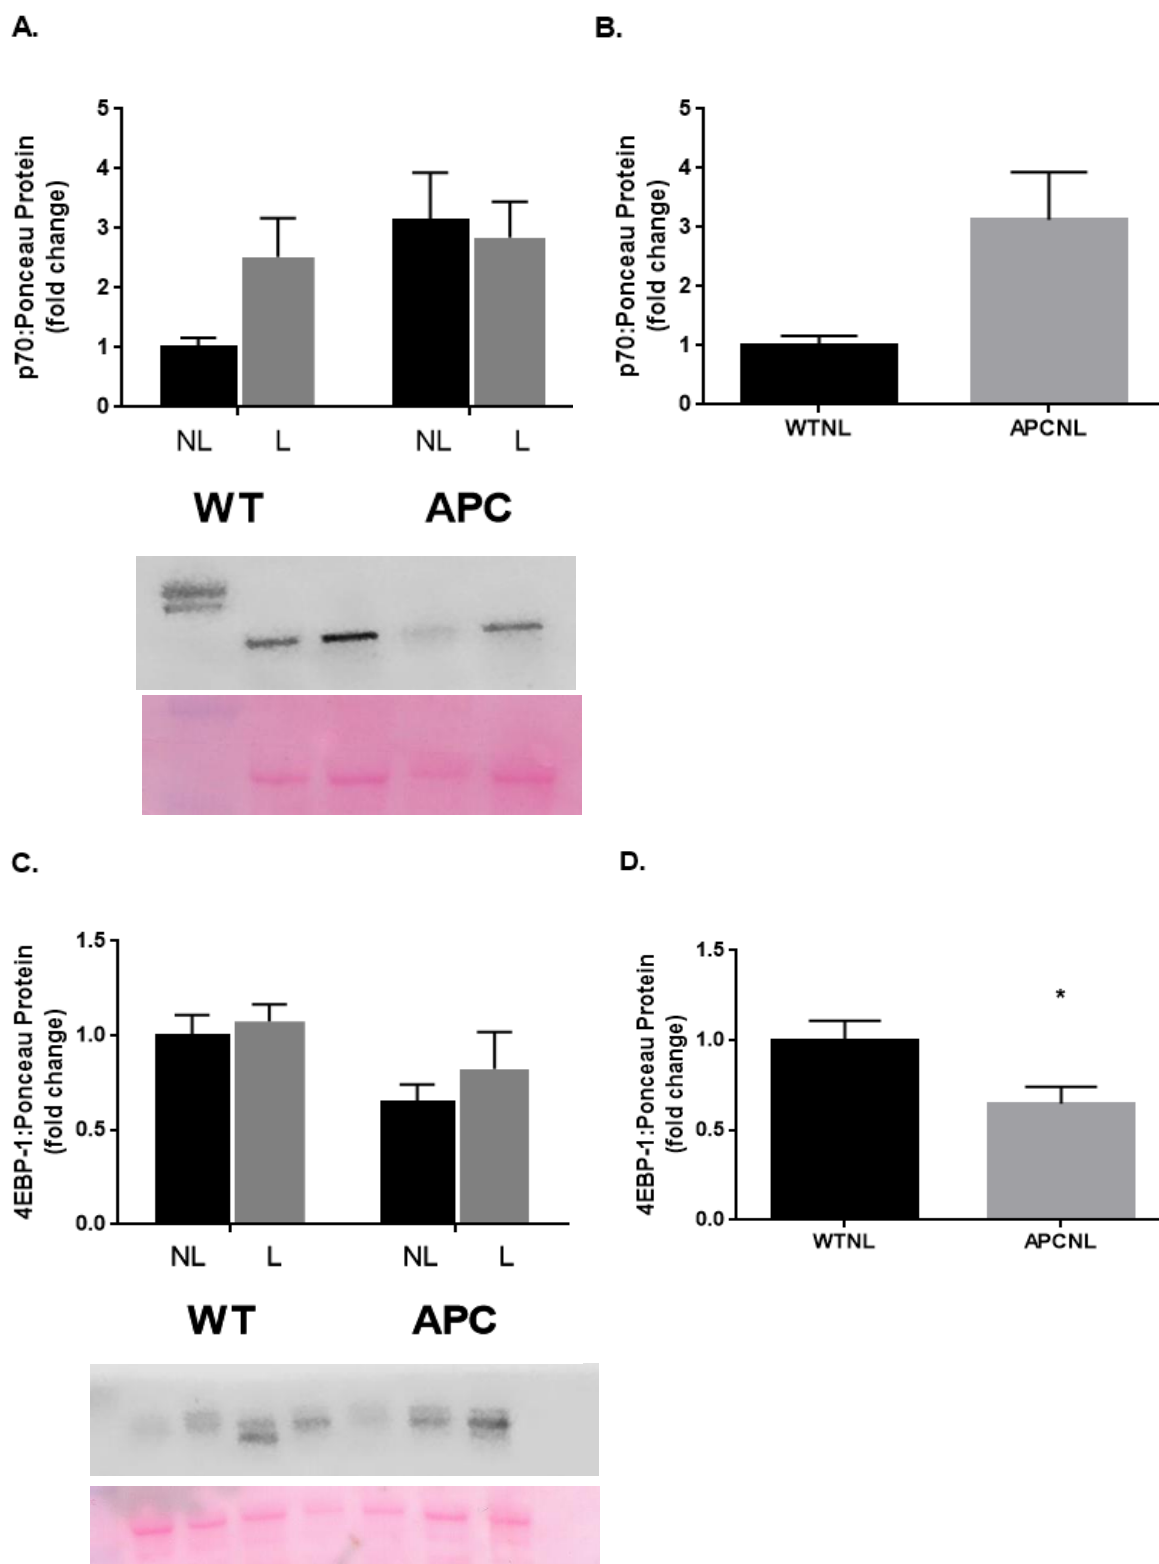 A.
B.
p70:Ponceau Protein
(fold change)
5
4
3
2
1
0
NL L NL L
WT APC
p70:Ponceau Protein
(fold change)
5
4
3
2
1
0
WTNL APCNL
C.
D.
4EBP-1:Ponceau Protein
(fold change)
1.5
1.0
0.5
0.0
NL L NL L
WT APC
4EBP-1:Ponceau Protein
(fold change)
1.5
1.0
0.5
0.0
*
WTNL APCNL